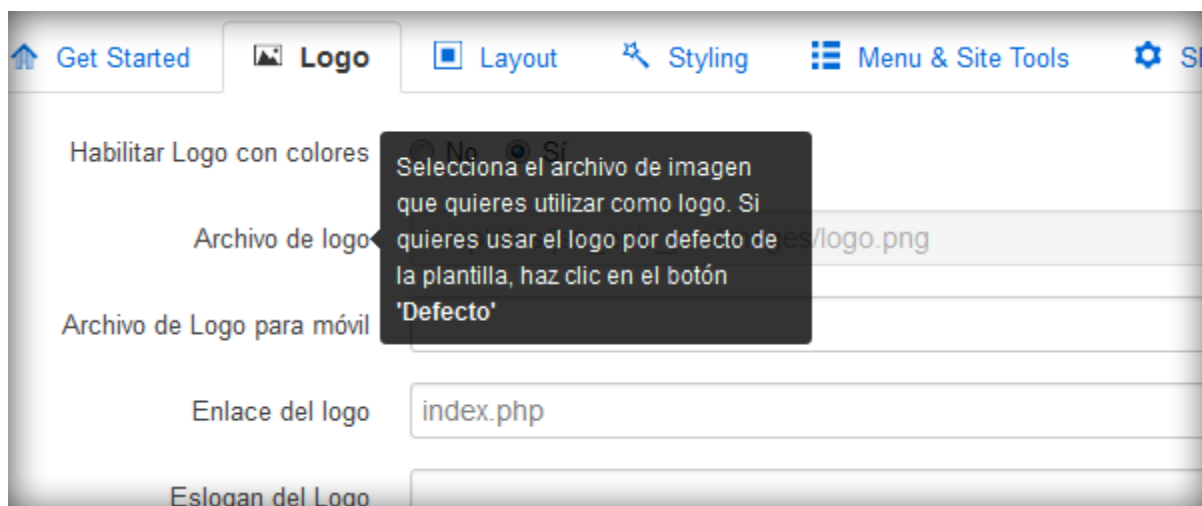 Get Started Logo Layout Styling Menu & Site Tools
Habilitar Logo con colores No Sí
Selecciona el archivo de imagen
que quieres utilizar como logo. Si
quieres usar el logo por defecto de
la plantilla, haz clic en el botón
'Defecto'
Archivo de logo /logo.png
Archivo de Logo para móvil
Enlace del logo index.php
Eslogan del Logo